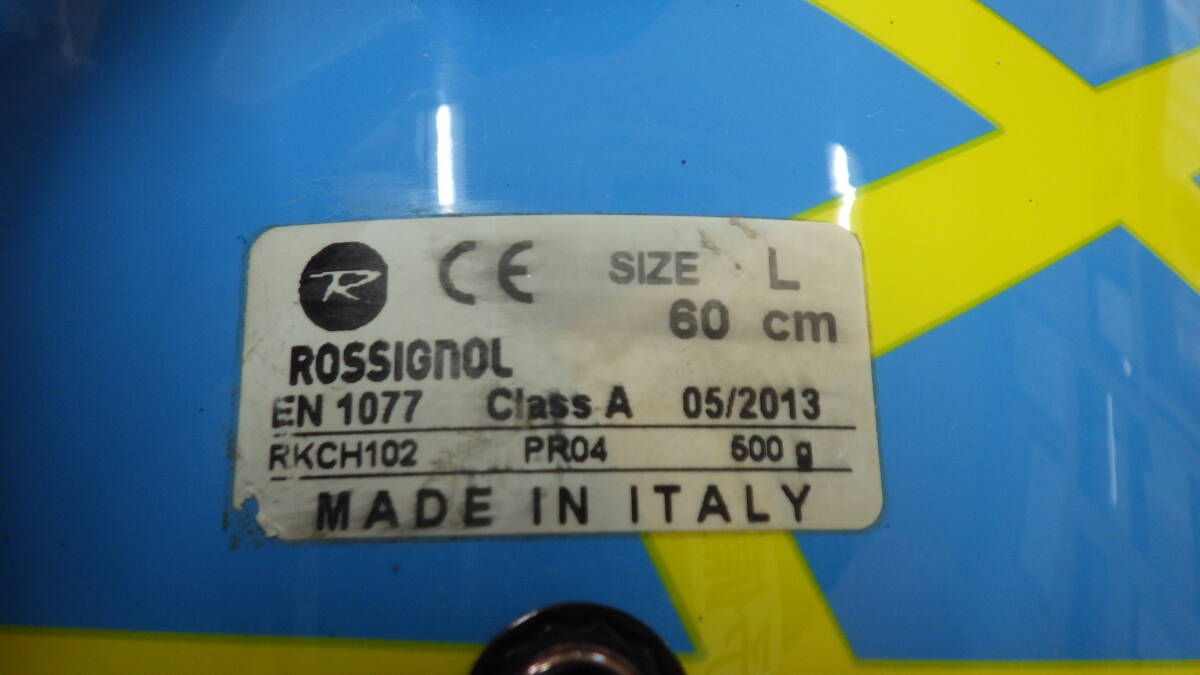 R CE SIZE L
60 cm
ROSSIGNOL
EN 1077 Class A 05/2013
RKCH102 PR04 500 g
MADE IN ITALY